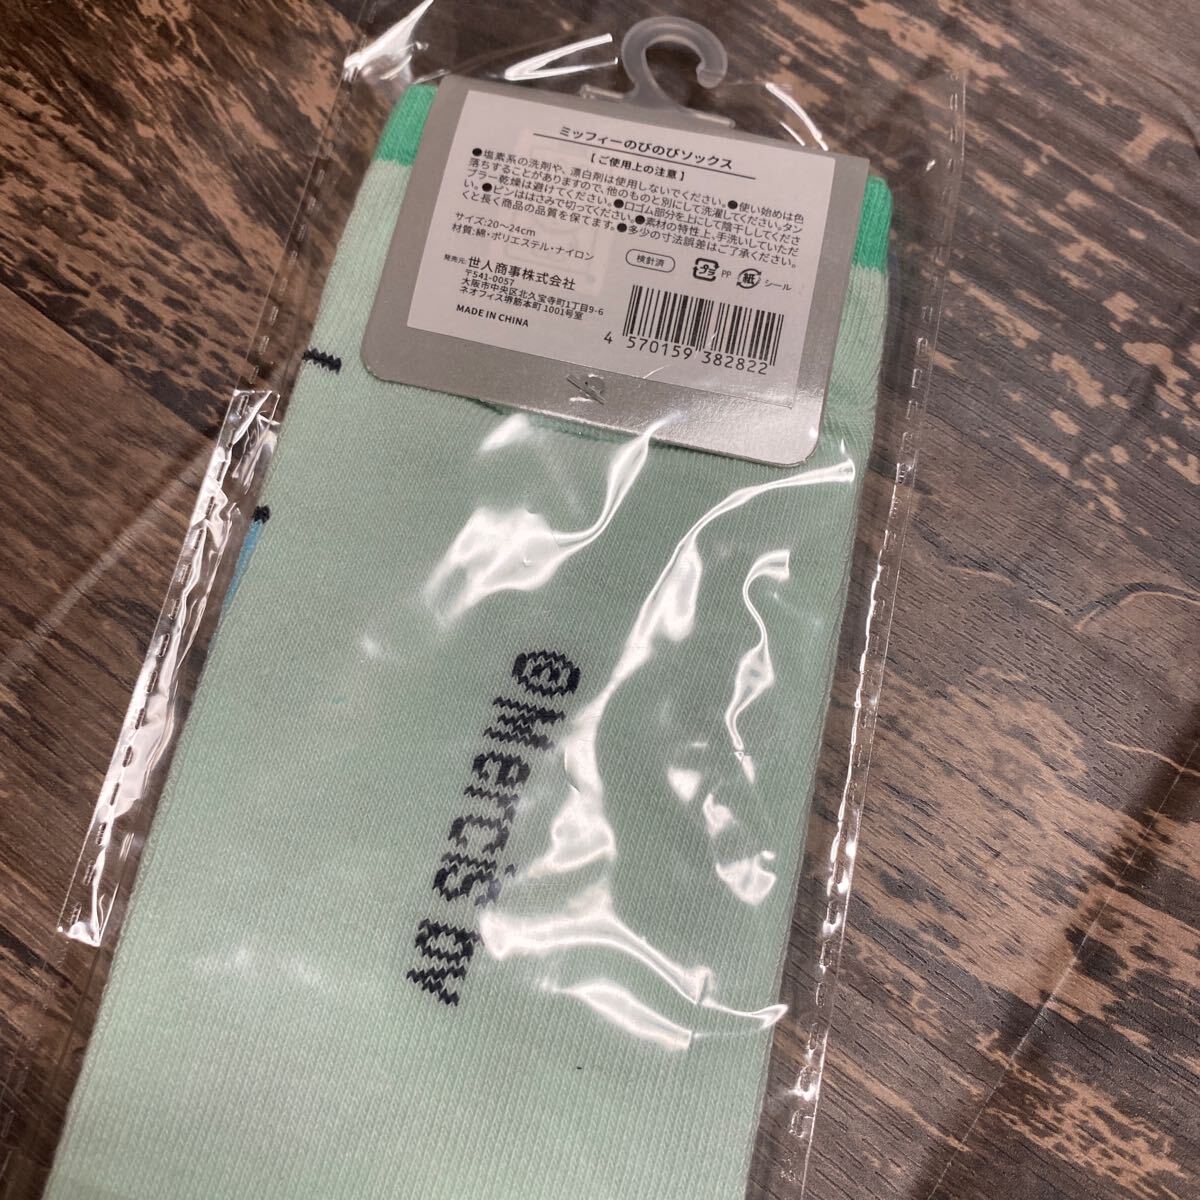 ミッフィーのびのびソックス
【ご使用上の注意】
●塩素系の洗剤や、漂白剤は使用しないでください。●使い始めは色
落ちすることがありますので、他のものと別にして洗濯してください。タン
ブラー乾燥は避けてください。●口ゴム部分を上にして陰干ししてくださ
い。●ピンははさみで切ってください。●素材の特性上、手洗いしていただ
くと長く商品の品質を保てます。●多少の寸法誤差はご了承ください。
サイズ:20〜24cm
材質:綿・ポリエステル・ナイロン
検針済
プラ PP 紙 シール
発売元: 世人商事株式会社
〒541-0057
大阪市中央区北久宝寺町1丁目9-6
ネオフィス堺筋本町 1001号室
MADE IN CHINA
4 570159 382822
©Mercis bv